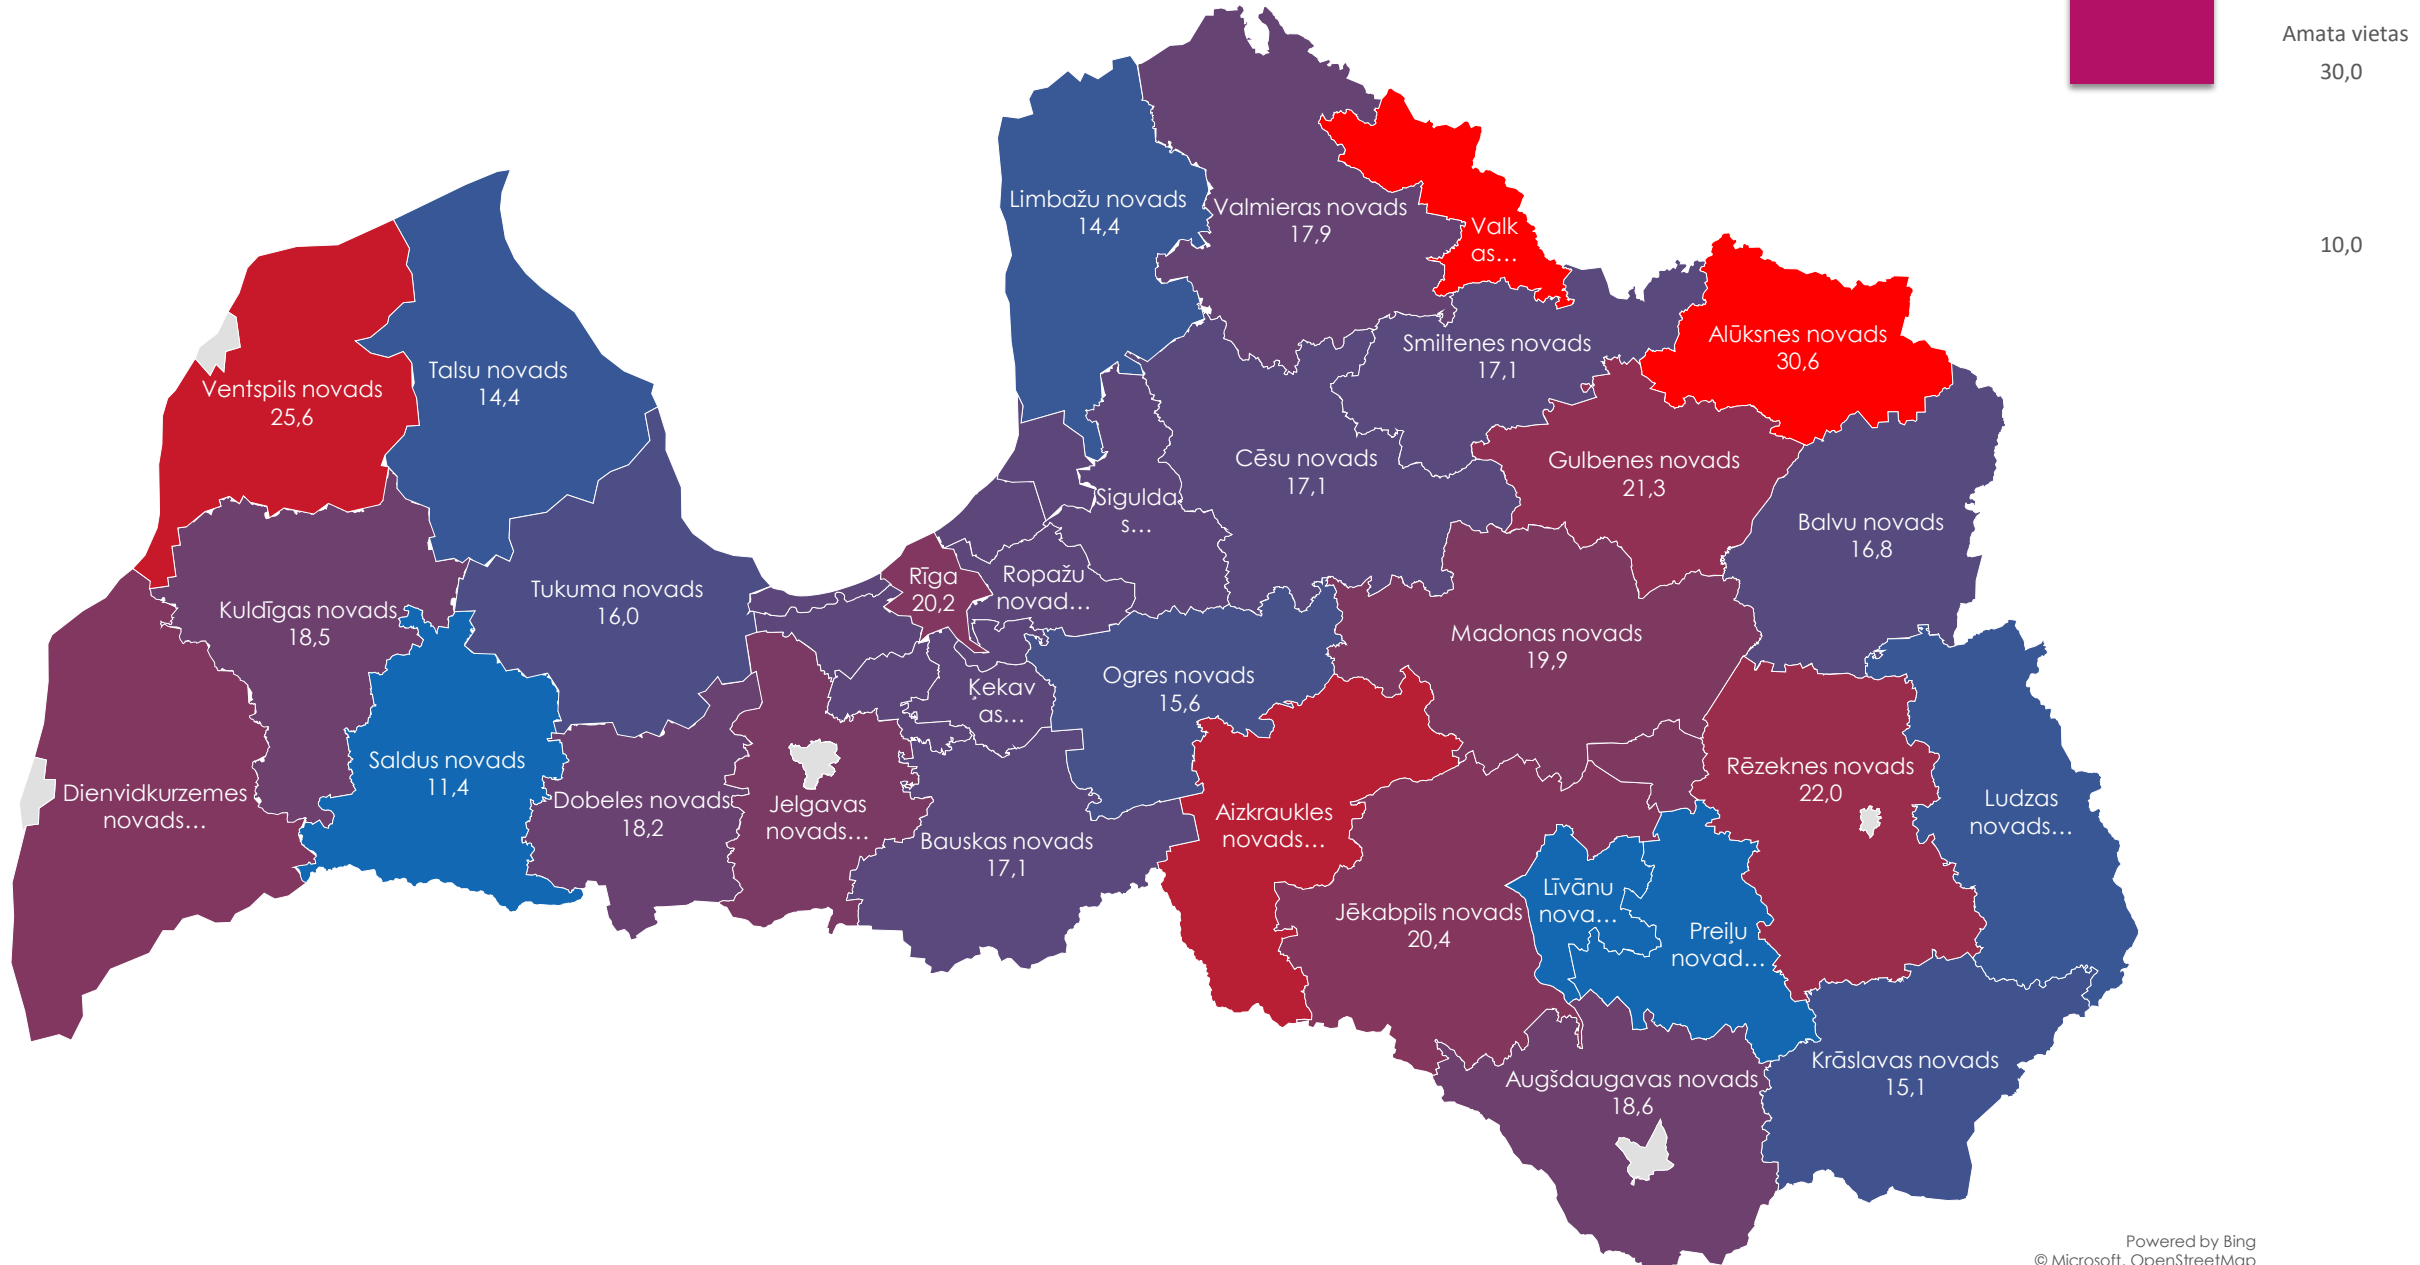 Amata vietas
30,0
10,0
Limbažu novads
14,4
Valmieras novads
17,9
Valk
as...
Smiltenes novads
17,1
Alūksnes novads
30,6
Ventspils novads
25,6
Talsu novads
14,4
Cēsu novads
17,1
Gulbenes novads
21,3
Sigulda
s...
Balvu novads
16,8
Kuldīgas novads
18,5
Tukuma novads
16,0
Rīga
20,2
Ropažu
novad...
Madonas novads
19,9
Ogres novads
15,6
Ķekav
as...
Saldus novads
11,4
Dienvidkurzemes
novads...
Dobeles novads
18,2
Jelgavas
novads...
Bauskas novads
17,1
Aizkraukles
novads...
Rēzeknes novads
22,0
Ludzas
novads...
Līvānu
nova...
Jēkabpils novads
20,4
Preiļu
novad...
Krāslavas novads
15,1
Augšdaugavas novads
18,6
Powered by Bing
© Microsoft, OpenStreetMap